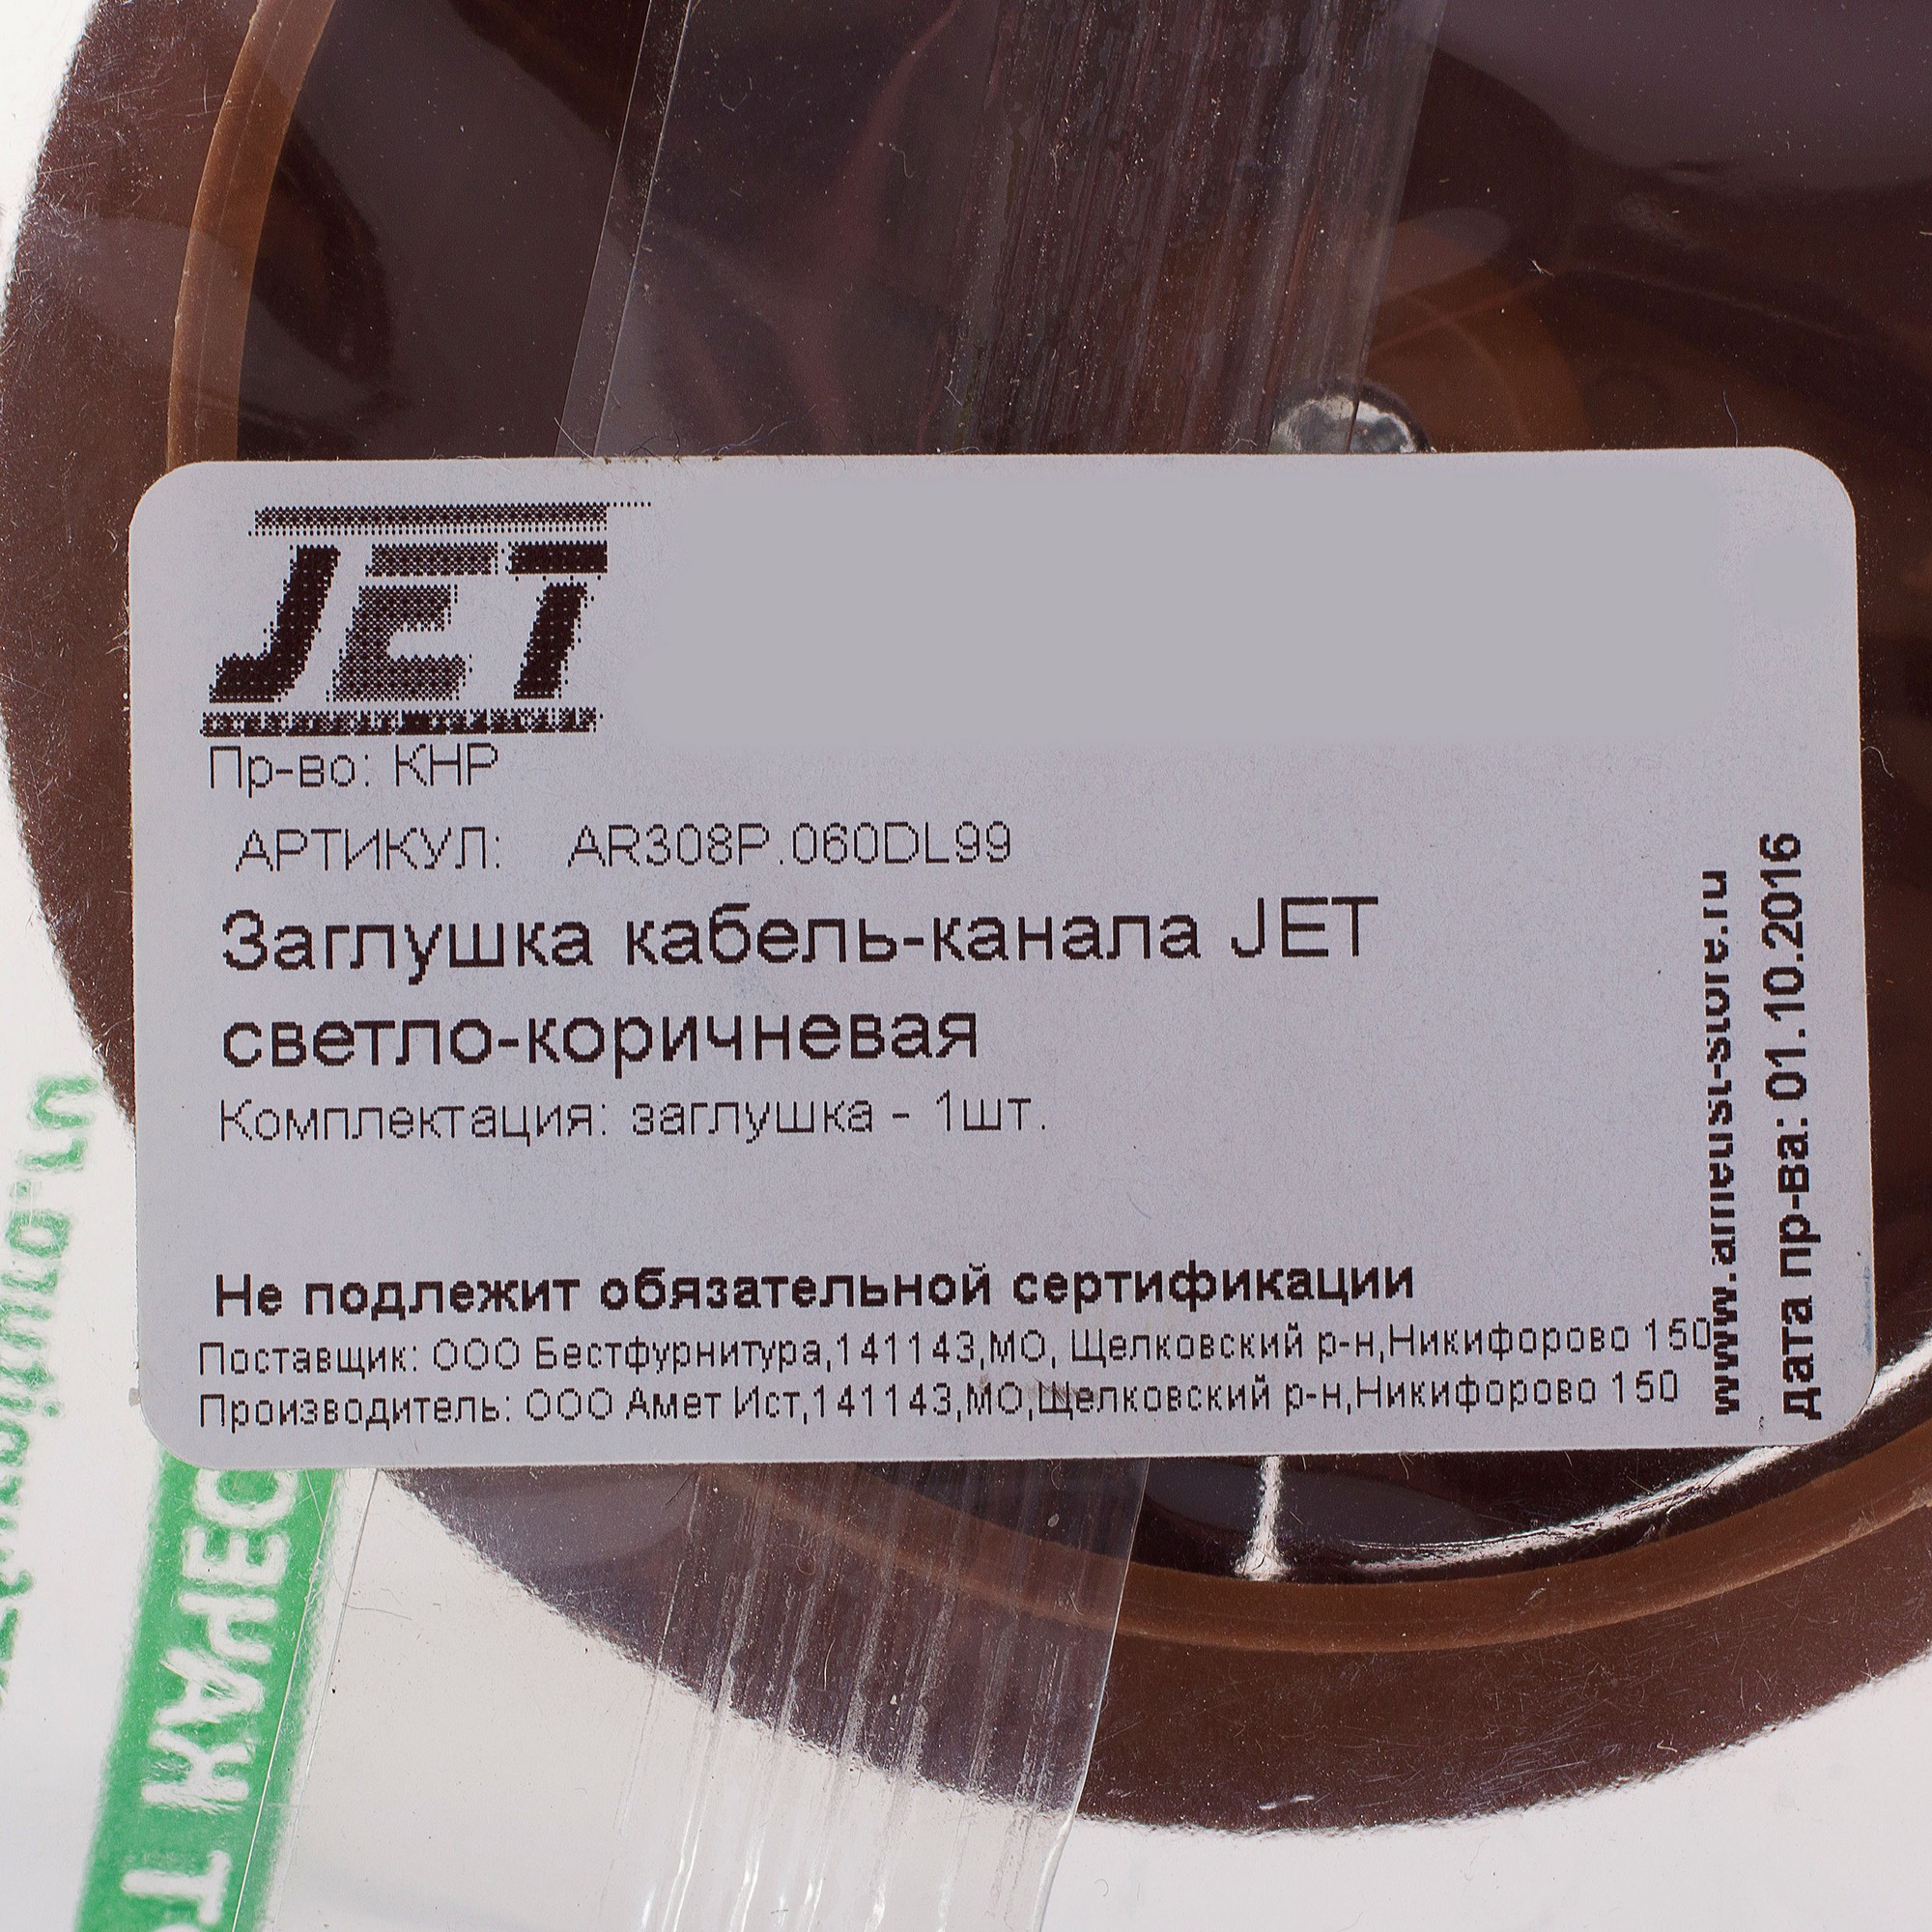 JET
Пр-во: КНР
АРТИКУЛ: AR308P.060DL99
Заглушка кабель-канала JET
светло-коричневая
Комплектация: заглушка - 1шт.
Не подлежит обязательной сертификации
Поставщик: ООО Бестфурнитура,141143,МО, Щелковский р-н,Никифорово 150
Производитель: ООО Амет Ист,141143,МО,Щелковский р-н,Никифорово 150
дата пр-ва: 01.10.2016